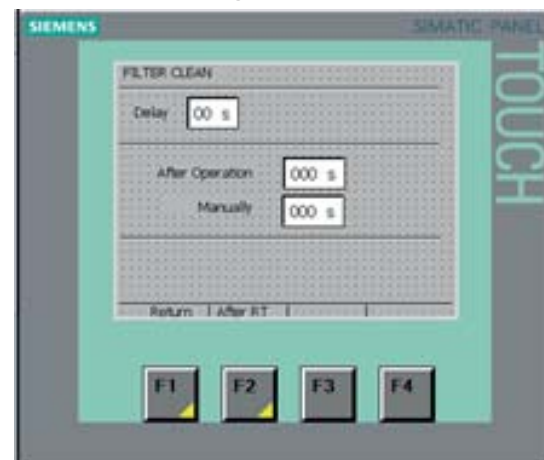 SIEMENS SIMATIC PANEL
TOUCH
FILTER CLEAN
Delay 00 s
After Operation 000 s
Manually 000 s
Return After RT
F1 F2 F3 F4